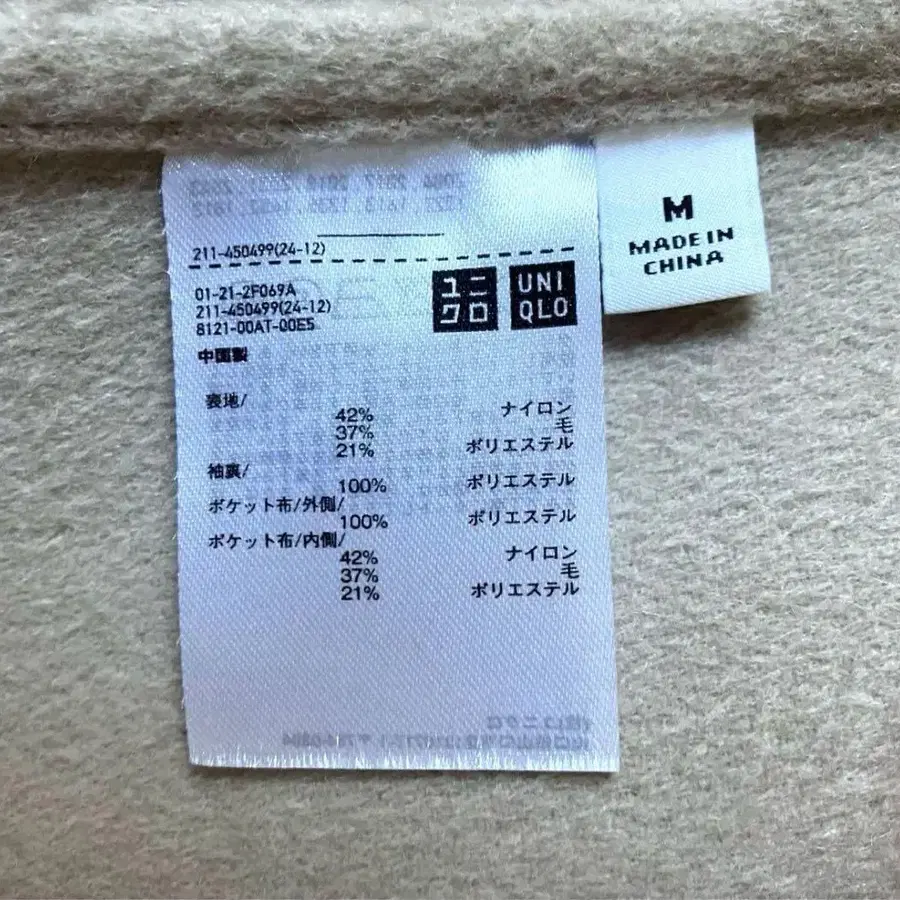 211-450499(24-12)
01-21-2F069A
211-450499(24-12)
8121-00AT-00E5
中国製
ユニ
クロ
UNI
QLO
表地/
42% ナイロン
37% 毛
21% ポリエステル
袖裏/
100% ポリエステル
ポケット布/外側/
100% ポリエステル
ポケット布/内側/
42% ナイロン
37% 毛
21% ポリエステル
M
MADE IN
CHINA